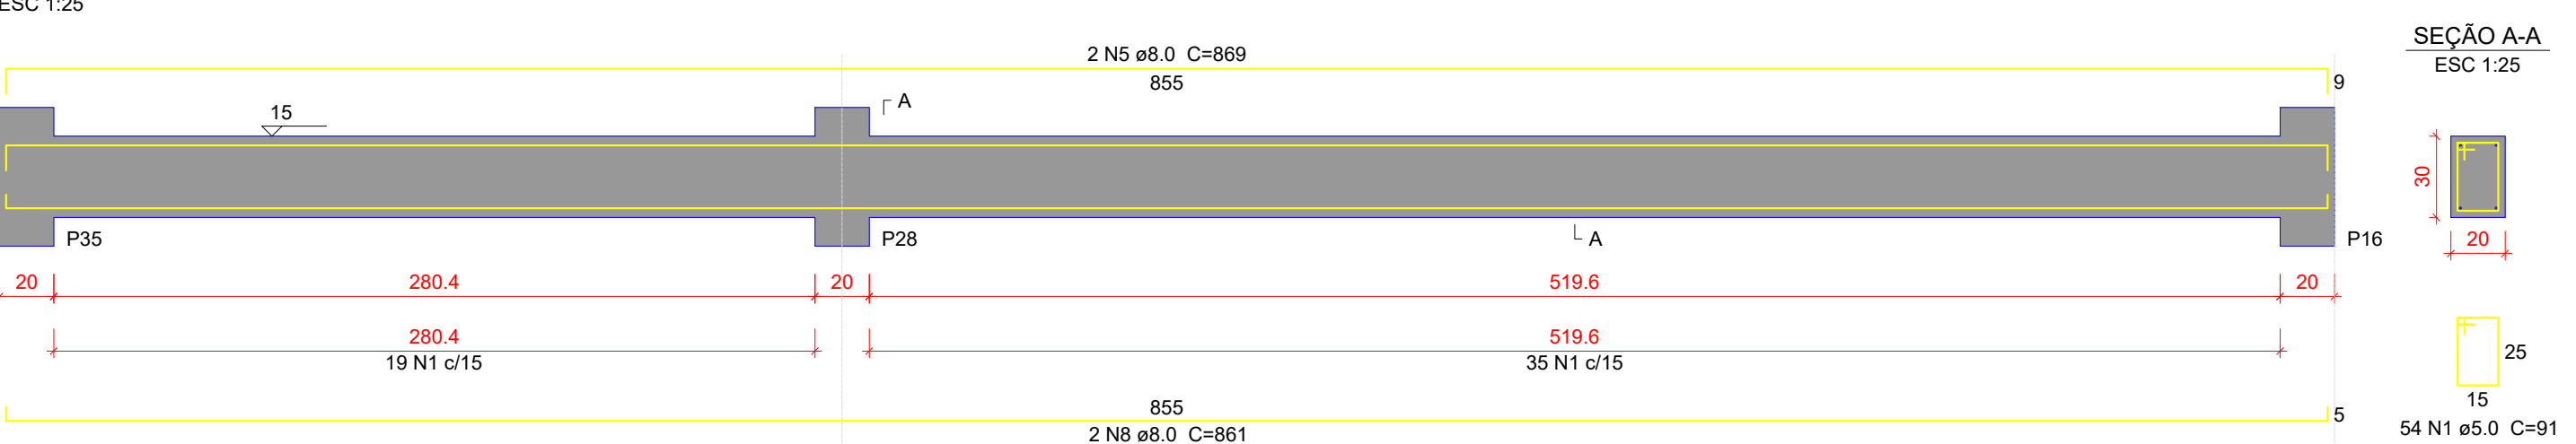 ESC 1:25
2 N5 ø8.0 C=869
855
9
SEÇÃO A-A
ESC 1:25
15
A
30
20
P35
P28
A
P16
20
280.4
20
519.6
20
280.4
19 N1 c/15
519.6
35 N1 c/15
25
15
54 N1 ø5.0 C=91
855
5
2 N8 ø8.0 C=861